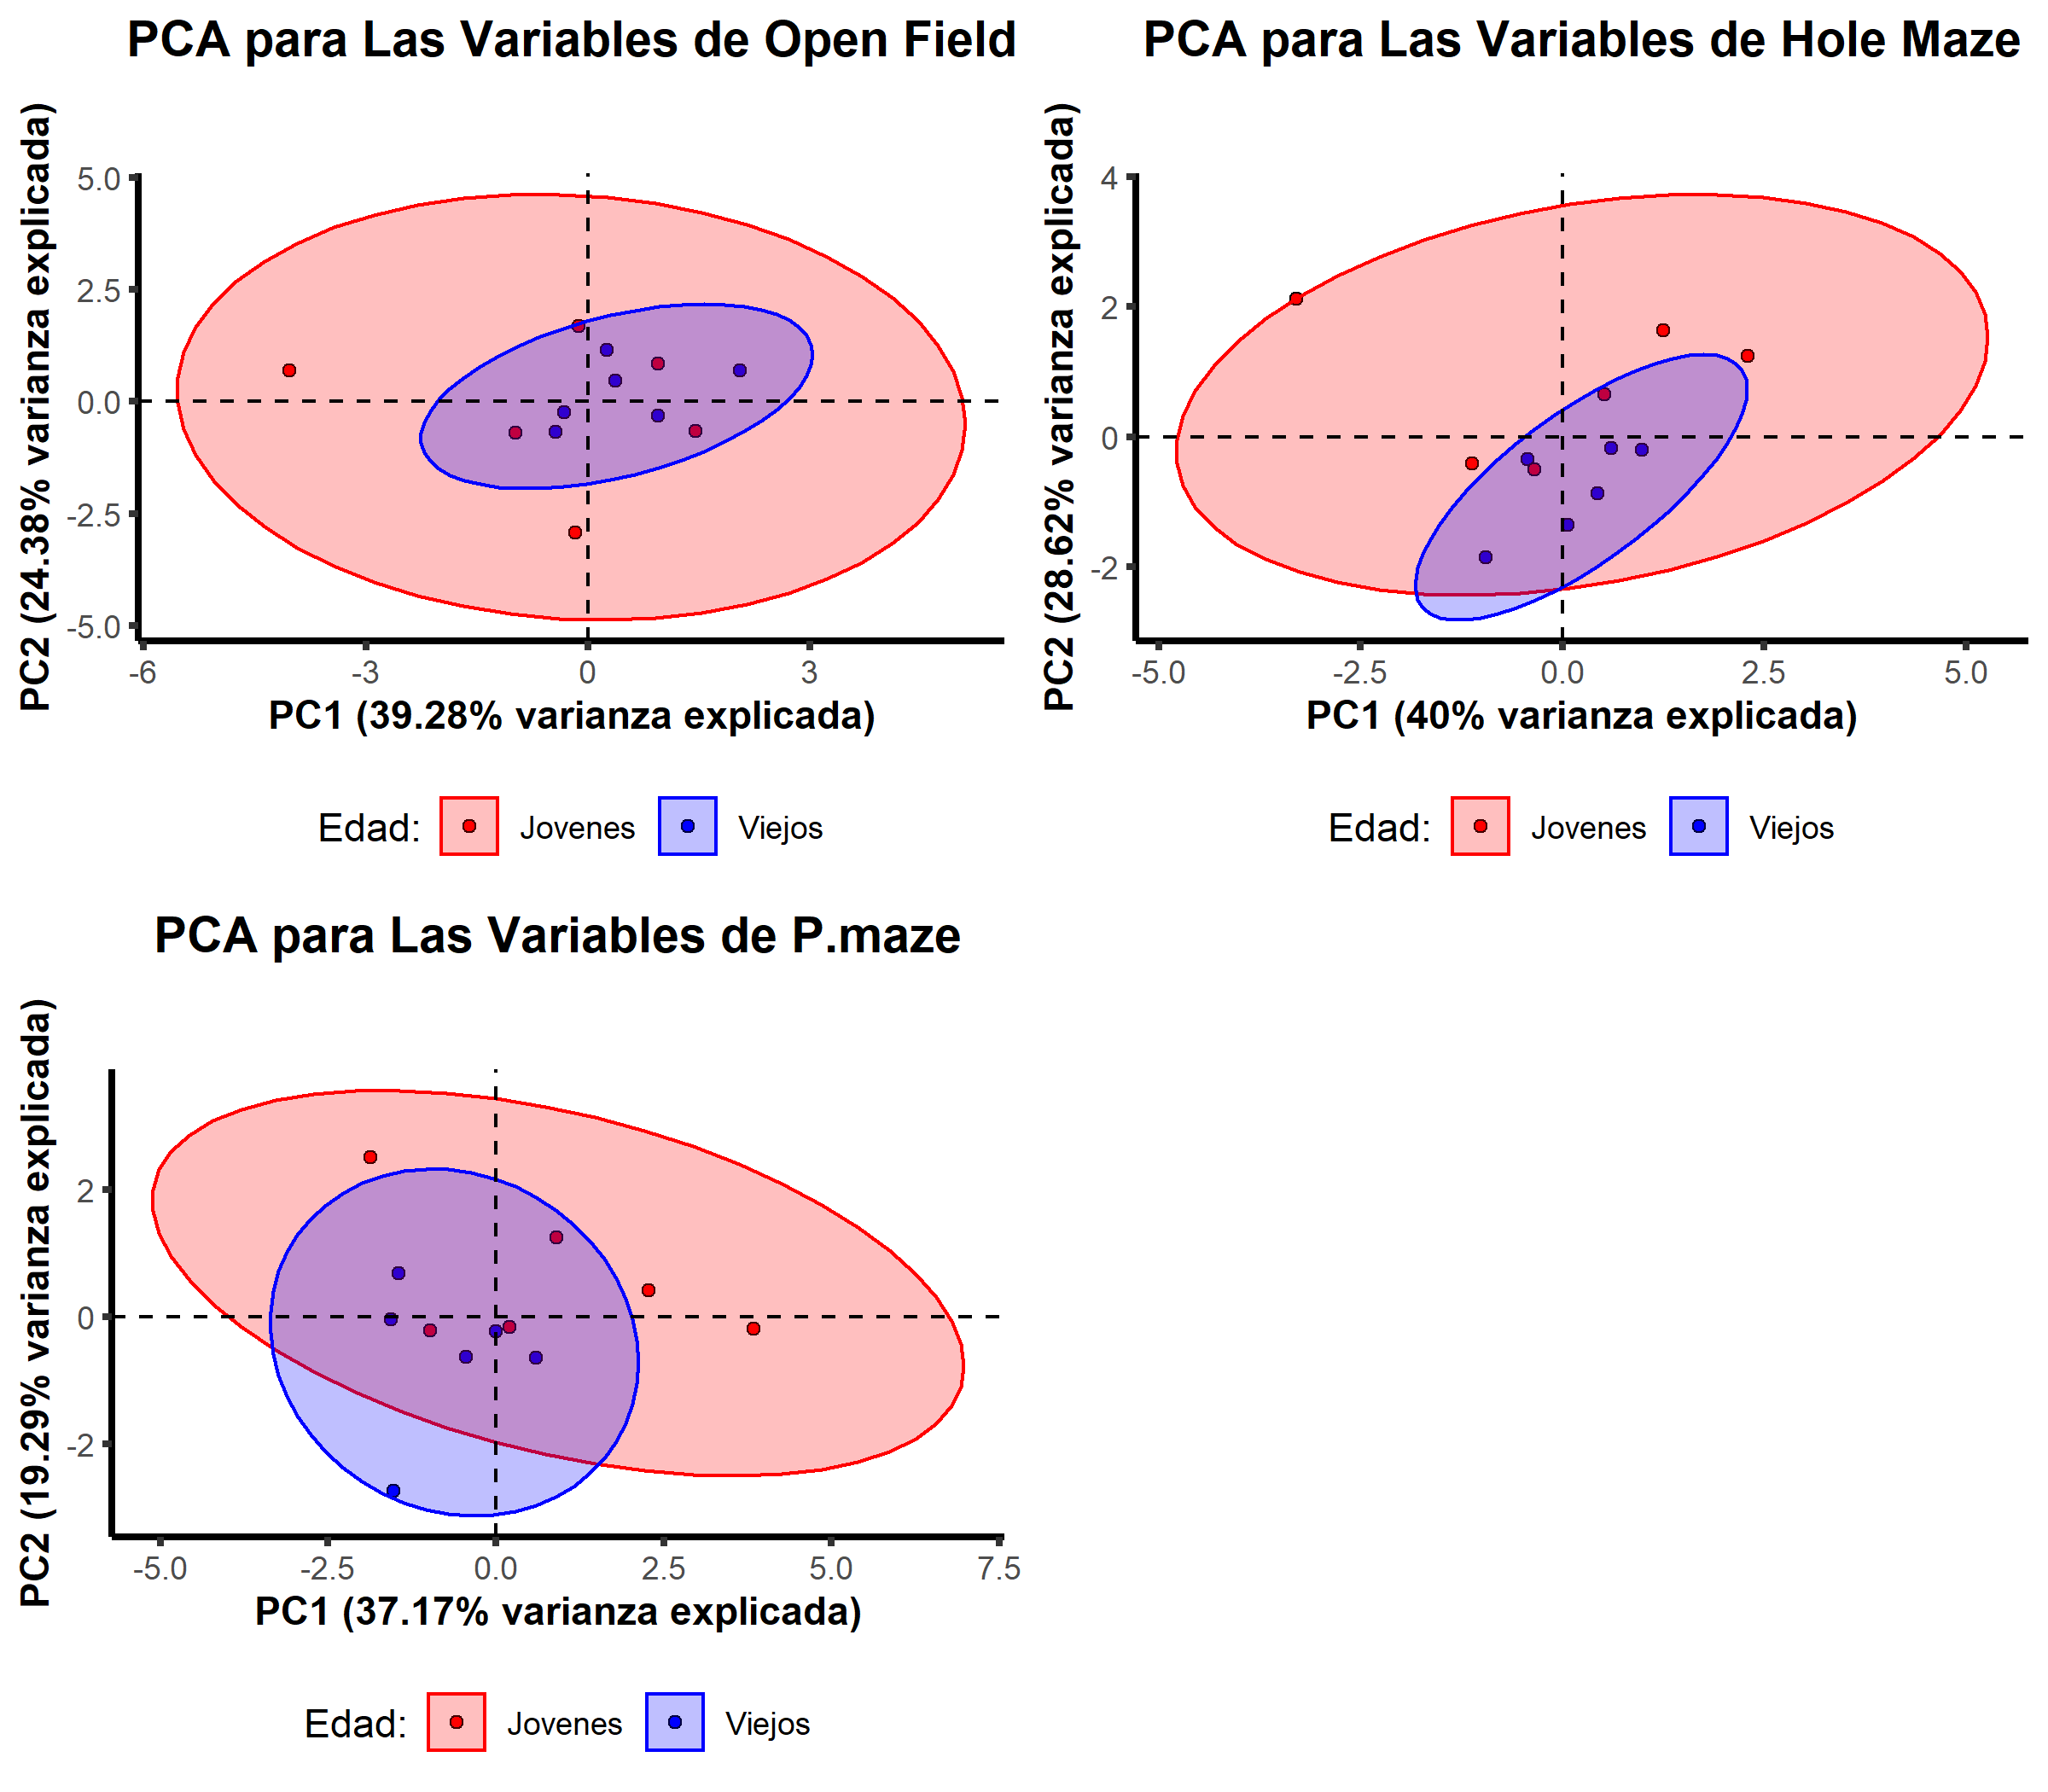 PCA para Las Variables de Open Field
PC2 (24.38% varianza explicada)
5.0
2.5
0.0
-2.5
-5.0
-6
-3
0
3
PC1 (39.28% varianza explicada)
Edad:
Jovenes
Viejos
PCA para Las Variables de Hole Maze
PC2 (28.62% varianza explicada)
4
2
0
-2
-5.0
-2.5
0.0
2.5
5.0
PC1 (40% varianza explicada)
Edad:
Jovenes
Viejos
PCA para Las Variables de P.maze
PC2 (19.29% varianza explicada)
2
0
-2
-5.0
-2.5
0.0
2.5
5.0
7.5
PC1 (37.17% varianza explicada)
Edad:
Jovenes
Viejos